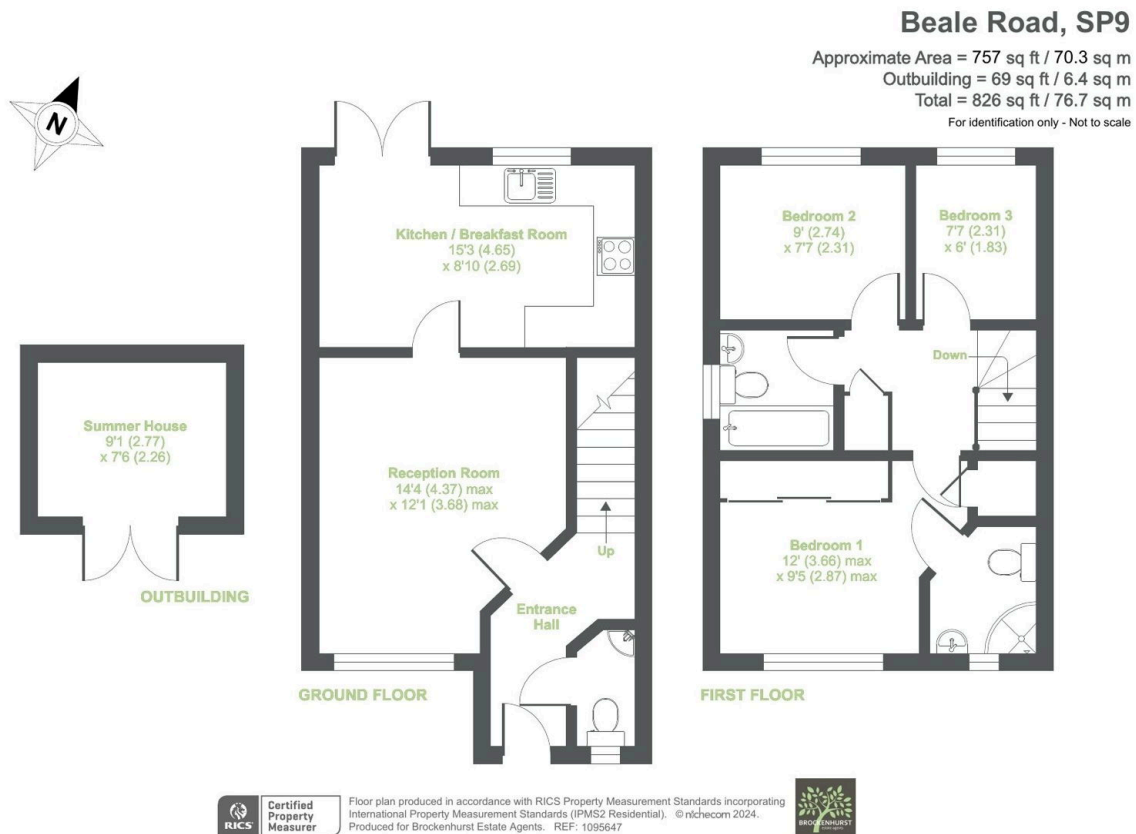 Beale Road, SP9
Approximate Area = 757 sq ft / 70.3 sq m
Outbuilding = 69 sq ft / 6.4 sq m
Total = 826 sq ft / 76.7 sq m
For identification only - Not to scale
N
Kitchen / Breakfast Room
15'3 (4.65)
x 8'10 (2.69)
Bedroom 2
9' (2.74)
x 7'7 (2.31)
Bedroom 3
7'7 (2.31)
x 6' (1.83)
Down
Summer House
9'1 (2.77)
x 7'6 (2.26)
OUTBUILDING
Reception Room
14'4 (4.37) max
x 12'1 (3.68) max
Up
Entrance
Hall
GROUND FLOOR
Bedroom 1
12' (3.66) max
x 9'5 (2.87) max
FIRST FLOOR
RICS
Certified
Property
Measurer
Floor plan produced in accordance with RICS Property Measurement Standards incorporating
International Property Measurement Standards (IPMS2 Residential). © nichecom 2024.
Produced for Brockenhurst Estate Agents. REF: 1095647
BROCKENHURST